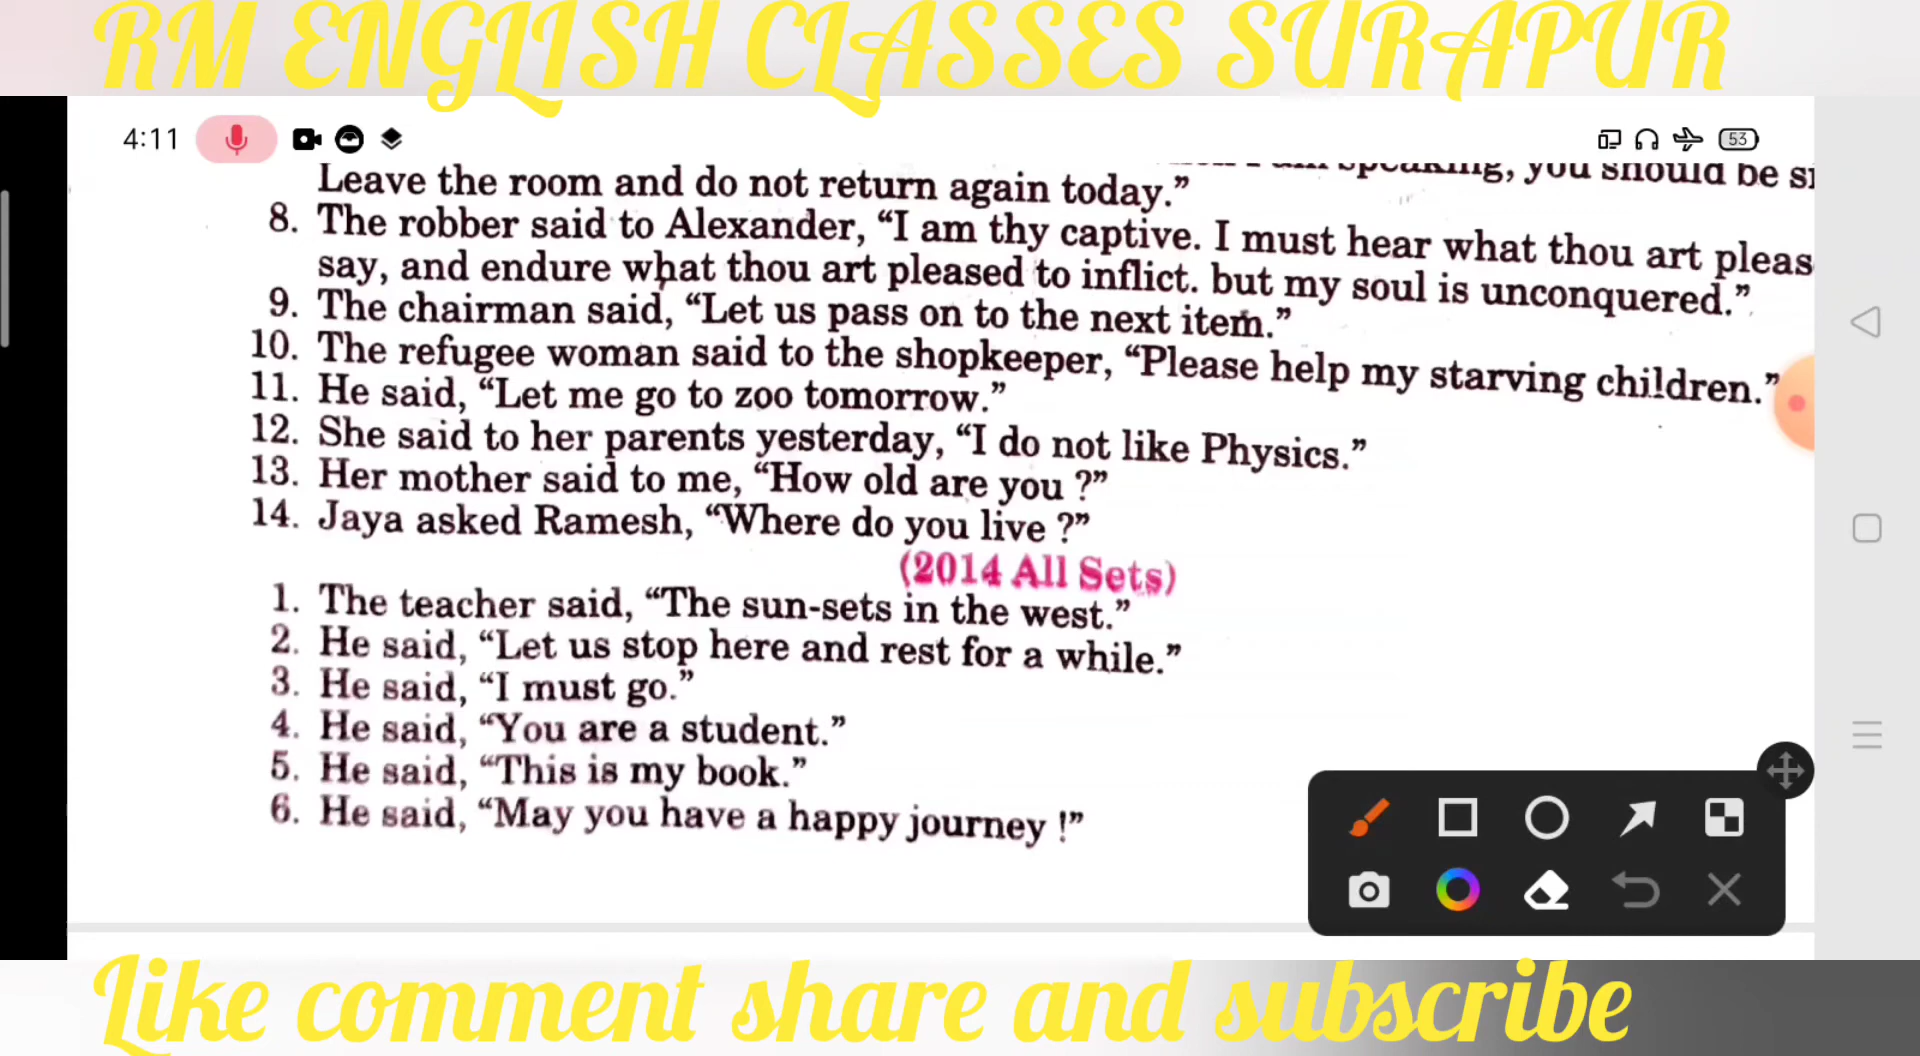 RM ENGLISH CLASSES SURAPUR
4:11
53
I am speaking, you should be
Leave the room and do not return again today.”
8. The robber said to Alexander, “I am thy captive. I must hear what thou art pleas
say, and endure what thou art pleased to inflict. but my soul is unconquered.”
9. The chairman said, “Let us pass on to the next item.”
10. The refugee woman said to the shopkeeper, “Please help my starving children.”
11. He said, “Let me go to zoo tomorrow.”
12. She said to her parents yesterday, “I do not like Physics.”
13. Her mother said to me, “How old are you ?”
14. Jaya asked Ramesh, “Where do you live ?”
(2014 All Sets)
1. The teacher said, “The sun-sets in the west.”
2. He said, “Let us stop here and rest for a while.”
3. He said, “I must go.”
4. He said, “You are a student.”
5. He said, “This is my book.”
6. He said, “May you have a happy journey !”
Like comment share and subscribe